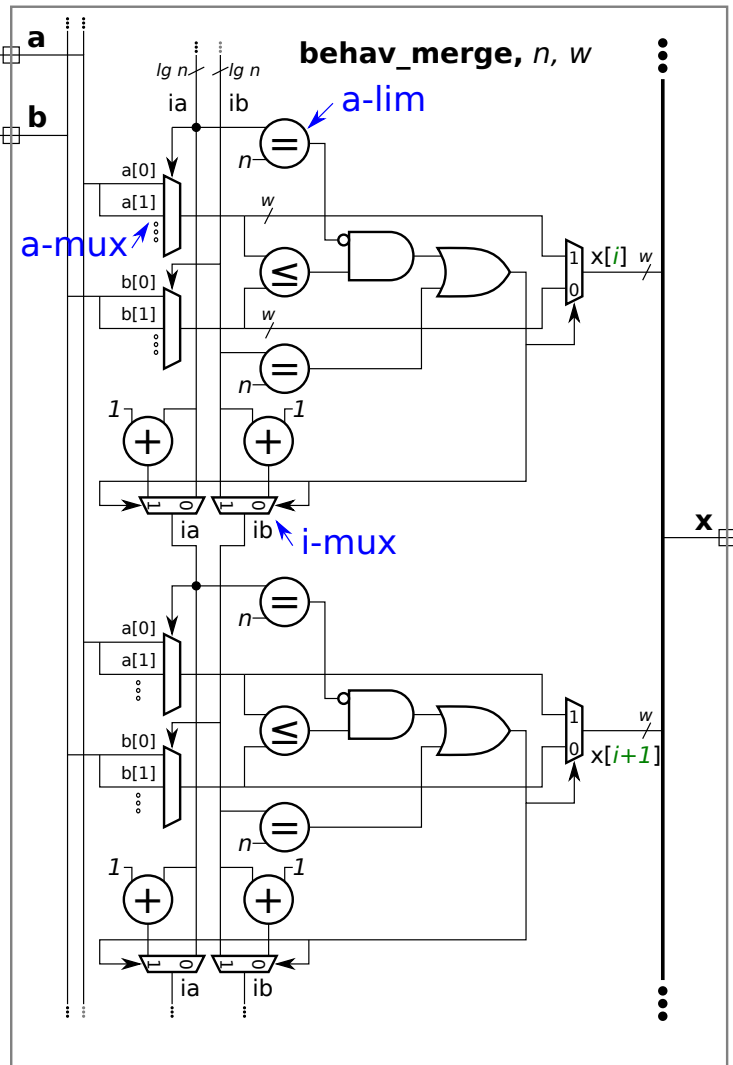 behav_merge, n, w
a
b
lg n lg n
ia ib
a-lim
=
n
a[0]
a[1]
w
a-mux
≤
1
0
x[i] w
b[0]
b[1]
w
=
n
1 1
+ +
1 0 1 0
ia ib
i-mux
x
=
n
a[0]
a[1]
≤
1
0
w
x[i+1]
b[0]
b[1]
=
n
1 1
+ +
1 0 1 0
ia ib